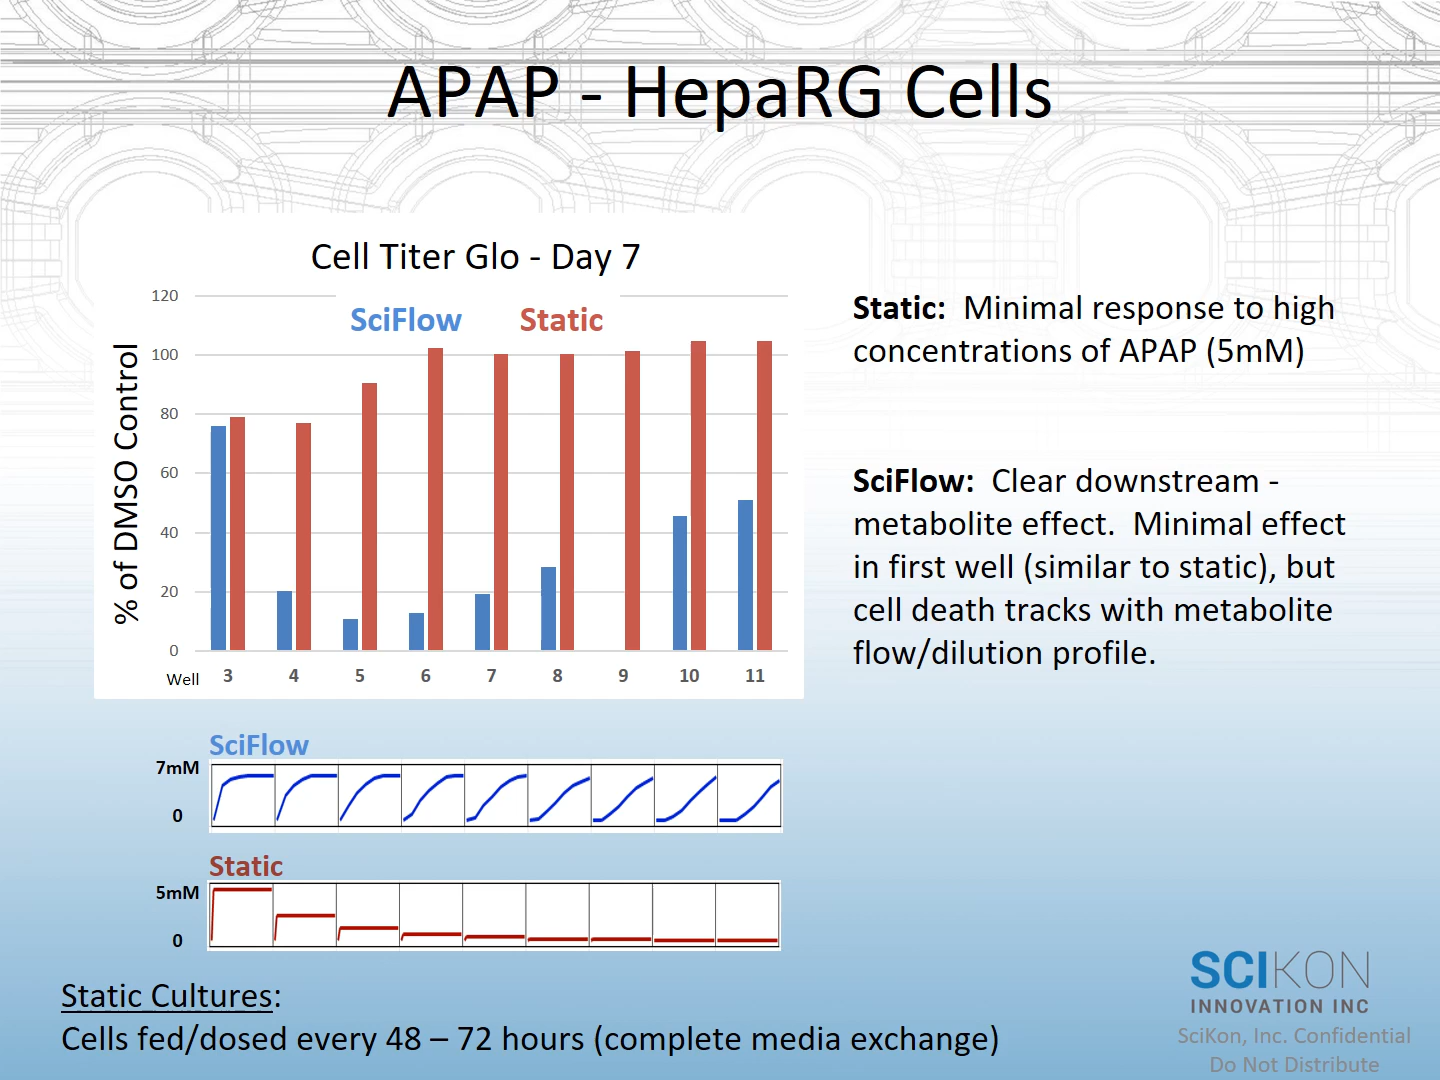 APAP - HepaRG Cells
Cell Titer Glo - Day 7
SciFlow Static
% of DMSO Control
120
100
80
60
40
20
0
Well 3 4 5 6 7 8 9 10 11
Static: Minimal response to high
concentrations of APAP (5mM)
SciFlow: Clear downstream -
metabolite effect. Minimal effect
in first well (similar to static), but
cell death tracks with metabolite
flow/dilution profile.
SciFlow
7mM
0
Static
5mM
0
Static Cultures:
Cells fed/dosed every 48 – 72 hours (complete media exchange)
SCIKON
INNOVATION INC
SciKon, Inc. Confidential
Do Not Distribute